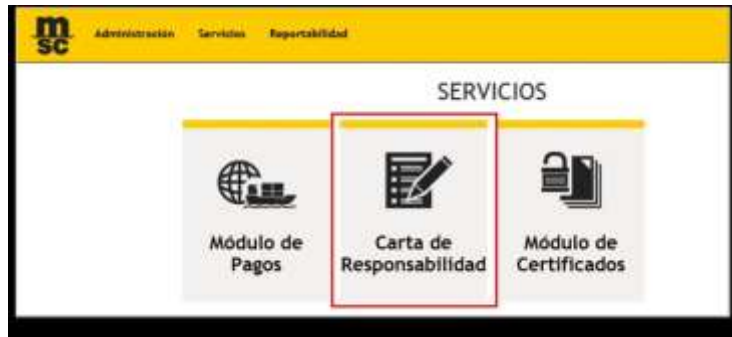 msc
Administración Servicios Reportabilidad
SERVICIOS
Módulo de
Pagos
Carta de
Responsabilidad
Módulo de
Certificados